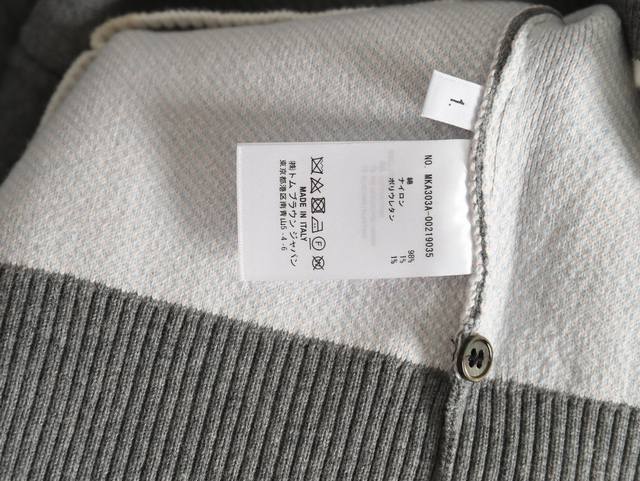 1.
NO. MKA303A-00219035
綿 98%
ナイロン 1%
ポリウレタン 1%
MADE IN ITALY
㈱トム ブラウン ジャパン
東京都港区南青山5-4-6